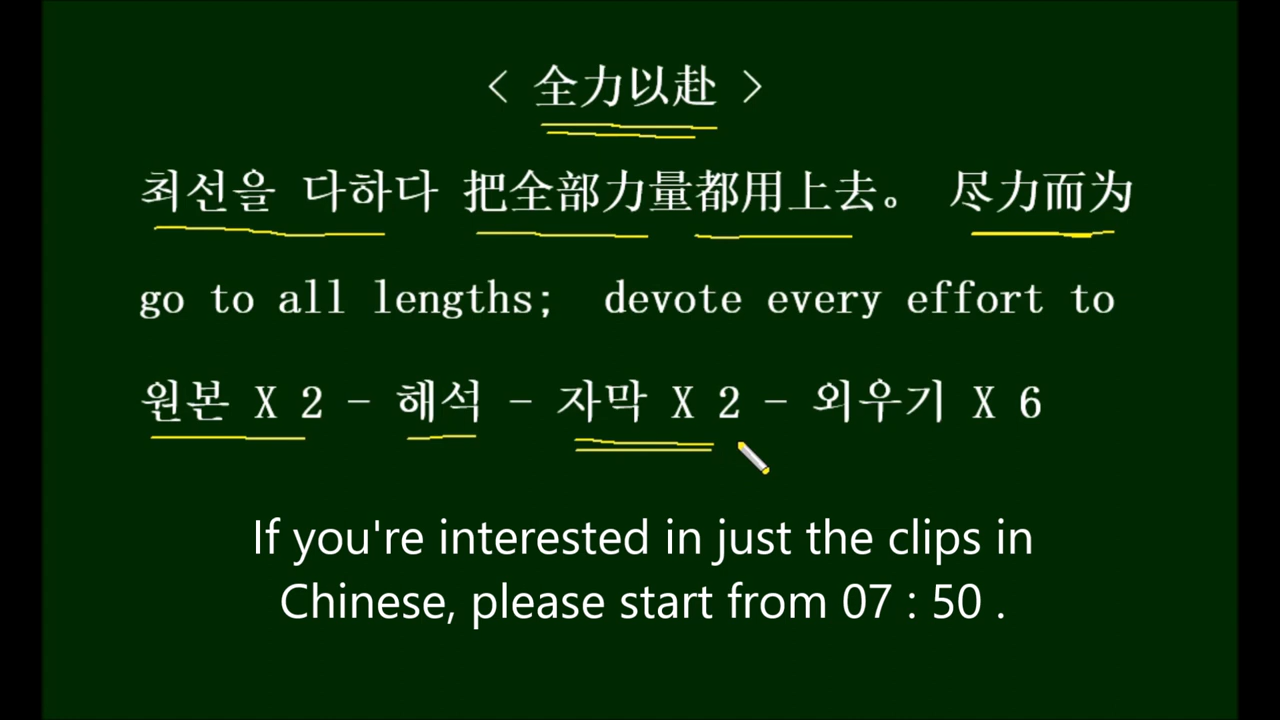 < 全力以赴 >
최선을 다하다 把全部力量都用上去。 尽力而为
go to all lengths; devote every effort to
원본 X 2 - 해석 - 자막 X 2 - 외우기 X 6
If you're interested in just the clips in
Chinese, please start from 07 : 50 .